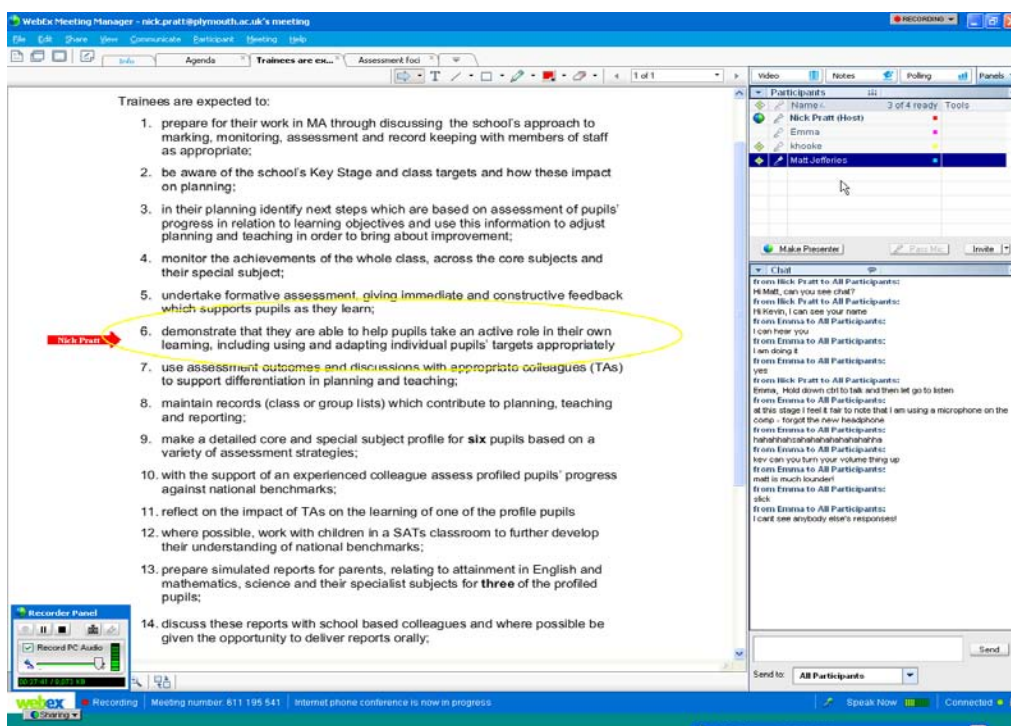 WebEx Meeting Manager - nick.pratt@plymouth.ac.uk's meeting
RECORDING
File Edit Share View Communicate Participant Meeting Help
Info Agenda Trainees are ex... Assessment foci
T 1 of 1
Trainees are expected to:
1. prepare for their work in MA through discussing the school's approach to
marking, monitoring, assessment and record keeping with members of staff
as appropriate;
2. be aware of the school's Key Stage and class targets and how these impact
on planning;
3. in their planning identify next steps which are based on assessment of pupils'
progress in relation to learning objectives and use this information to adjust
planning and teaching in order to bring about improvement;
4. monitor the achievements of the whole class, across the core subjects and
their special subject;
5. undertake formative assessment, giving immediate and constructive feedback
which supports pupils as they learn;
Nick Pratt
6. demonstrate that they are able to help pupils take an active role in their own
learning, including using and adapting individual pupils' targets appropriately
7. use assessment outcomes and discussions with appropriate colleagues (TAs)
to support differentiation in planning and teaching;
8. maintain records (class or group lists) which contribute to planning, teaching
and reporting;
9. make a detailed core and special subject profile for six pupils based on a
variety of assessment strategies;
10. with the support of an experienced colleague assess profiled pupils' progress
against national benchmarks;
11. reflect on the impact of TAs on the learning of one of the profile pupils
12. where possible, work with children in a SATs classroom to further develop
their understanding of national benchmarks;
13. prepare simulated reports for parents, relating to attainment in English and
mathematics, science and their specialist subjects for three of the profiled
pupils;
14. discuss these reports with school based colleagues and where possible be
given the opportunity to deliver reports orally;
Video Notes Polling Panels
Participants
Name 3 of 4 ready Tools
Nick Pratt (Host)
Emma
khooke
Matt Jefferies
Make Presenter Pass Mic Invite
Chat
from Nick Pratt to All Participants:
Hi Matt, can you see chat?
from Nick Pratt to All Participants:
Hi Kevin, I can see your name
from Emma to All Participants:
I can hear you
from Emma to All Participants:
I am doing it
from Emma to All Participants:
yes
from Nick Pratt to All Participants:
Emma, Hold down ctrl to talk and then let go to listen
from Emma to All Participants:
at this stage I feel it fair to note that I am using a microphone on the
comp - forgot the new headphone
from Emma to All Participants:
from Emma to All Participants:
kev can you turn your volume thing up
from Emma to All Participants:
matt is much lounder!
from Emma to All Participants:
slick
from Emma to All Participants:
I cant see anybody else's responses!
Send
Send to: All Participants
Recorder Panel
Record PC Audio
webex Recording Meeting number: 611 195 541 Internet phone conference is now in progress Speak Now Connected
Sharing